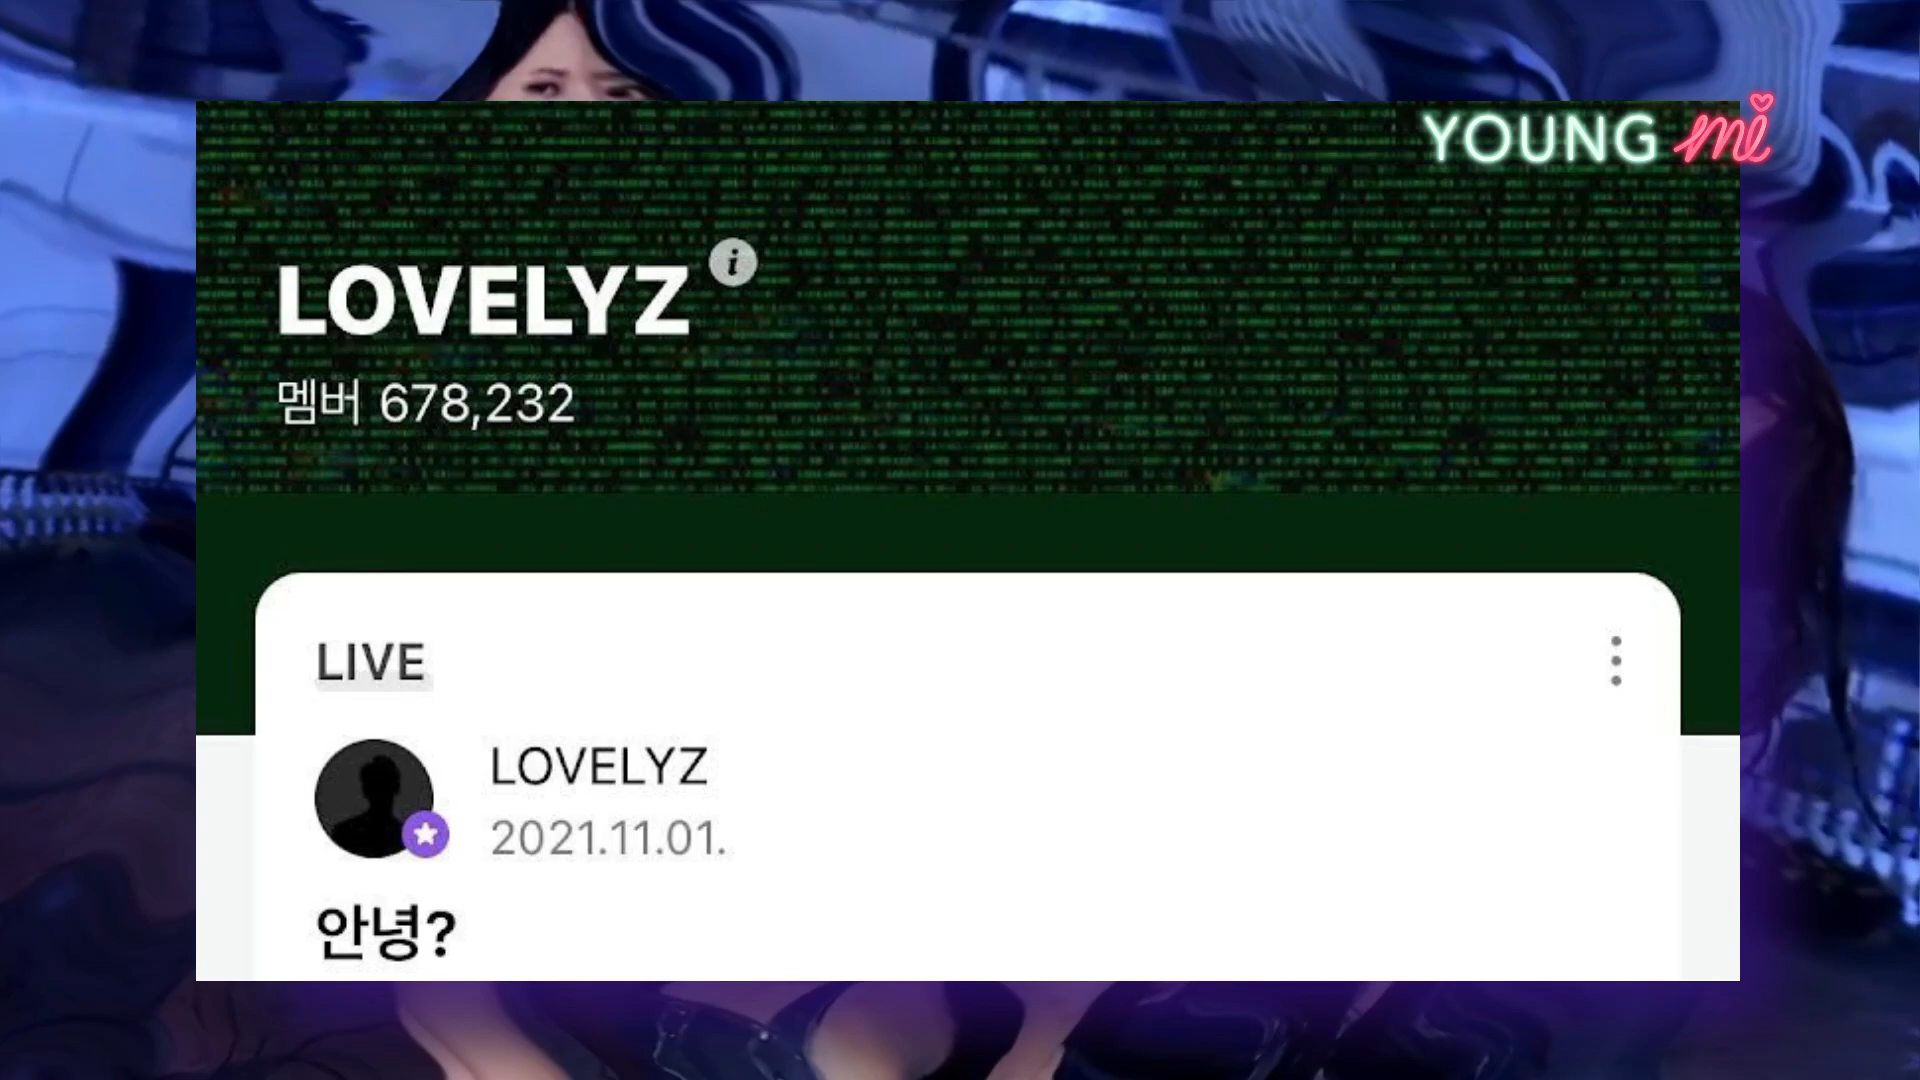 YOUNG mi
LOVELYZ
멤버 678,232
LIVE
LOVELYZ
2021.11.01.
안녕?